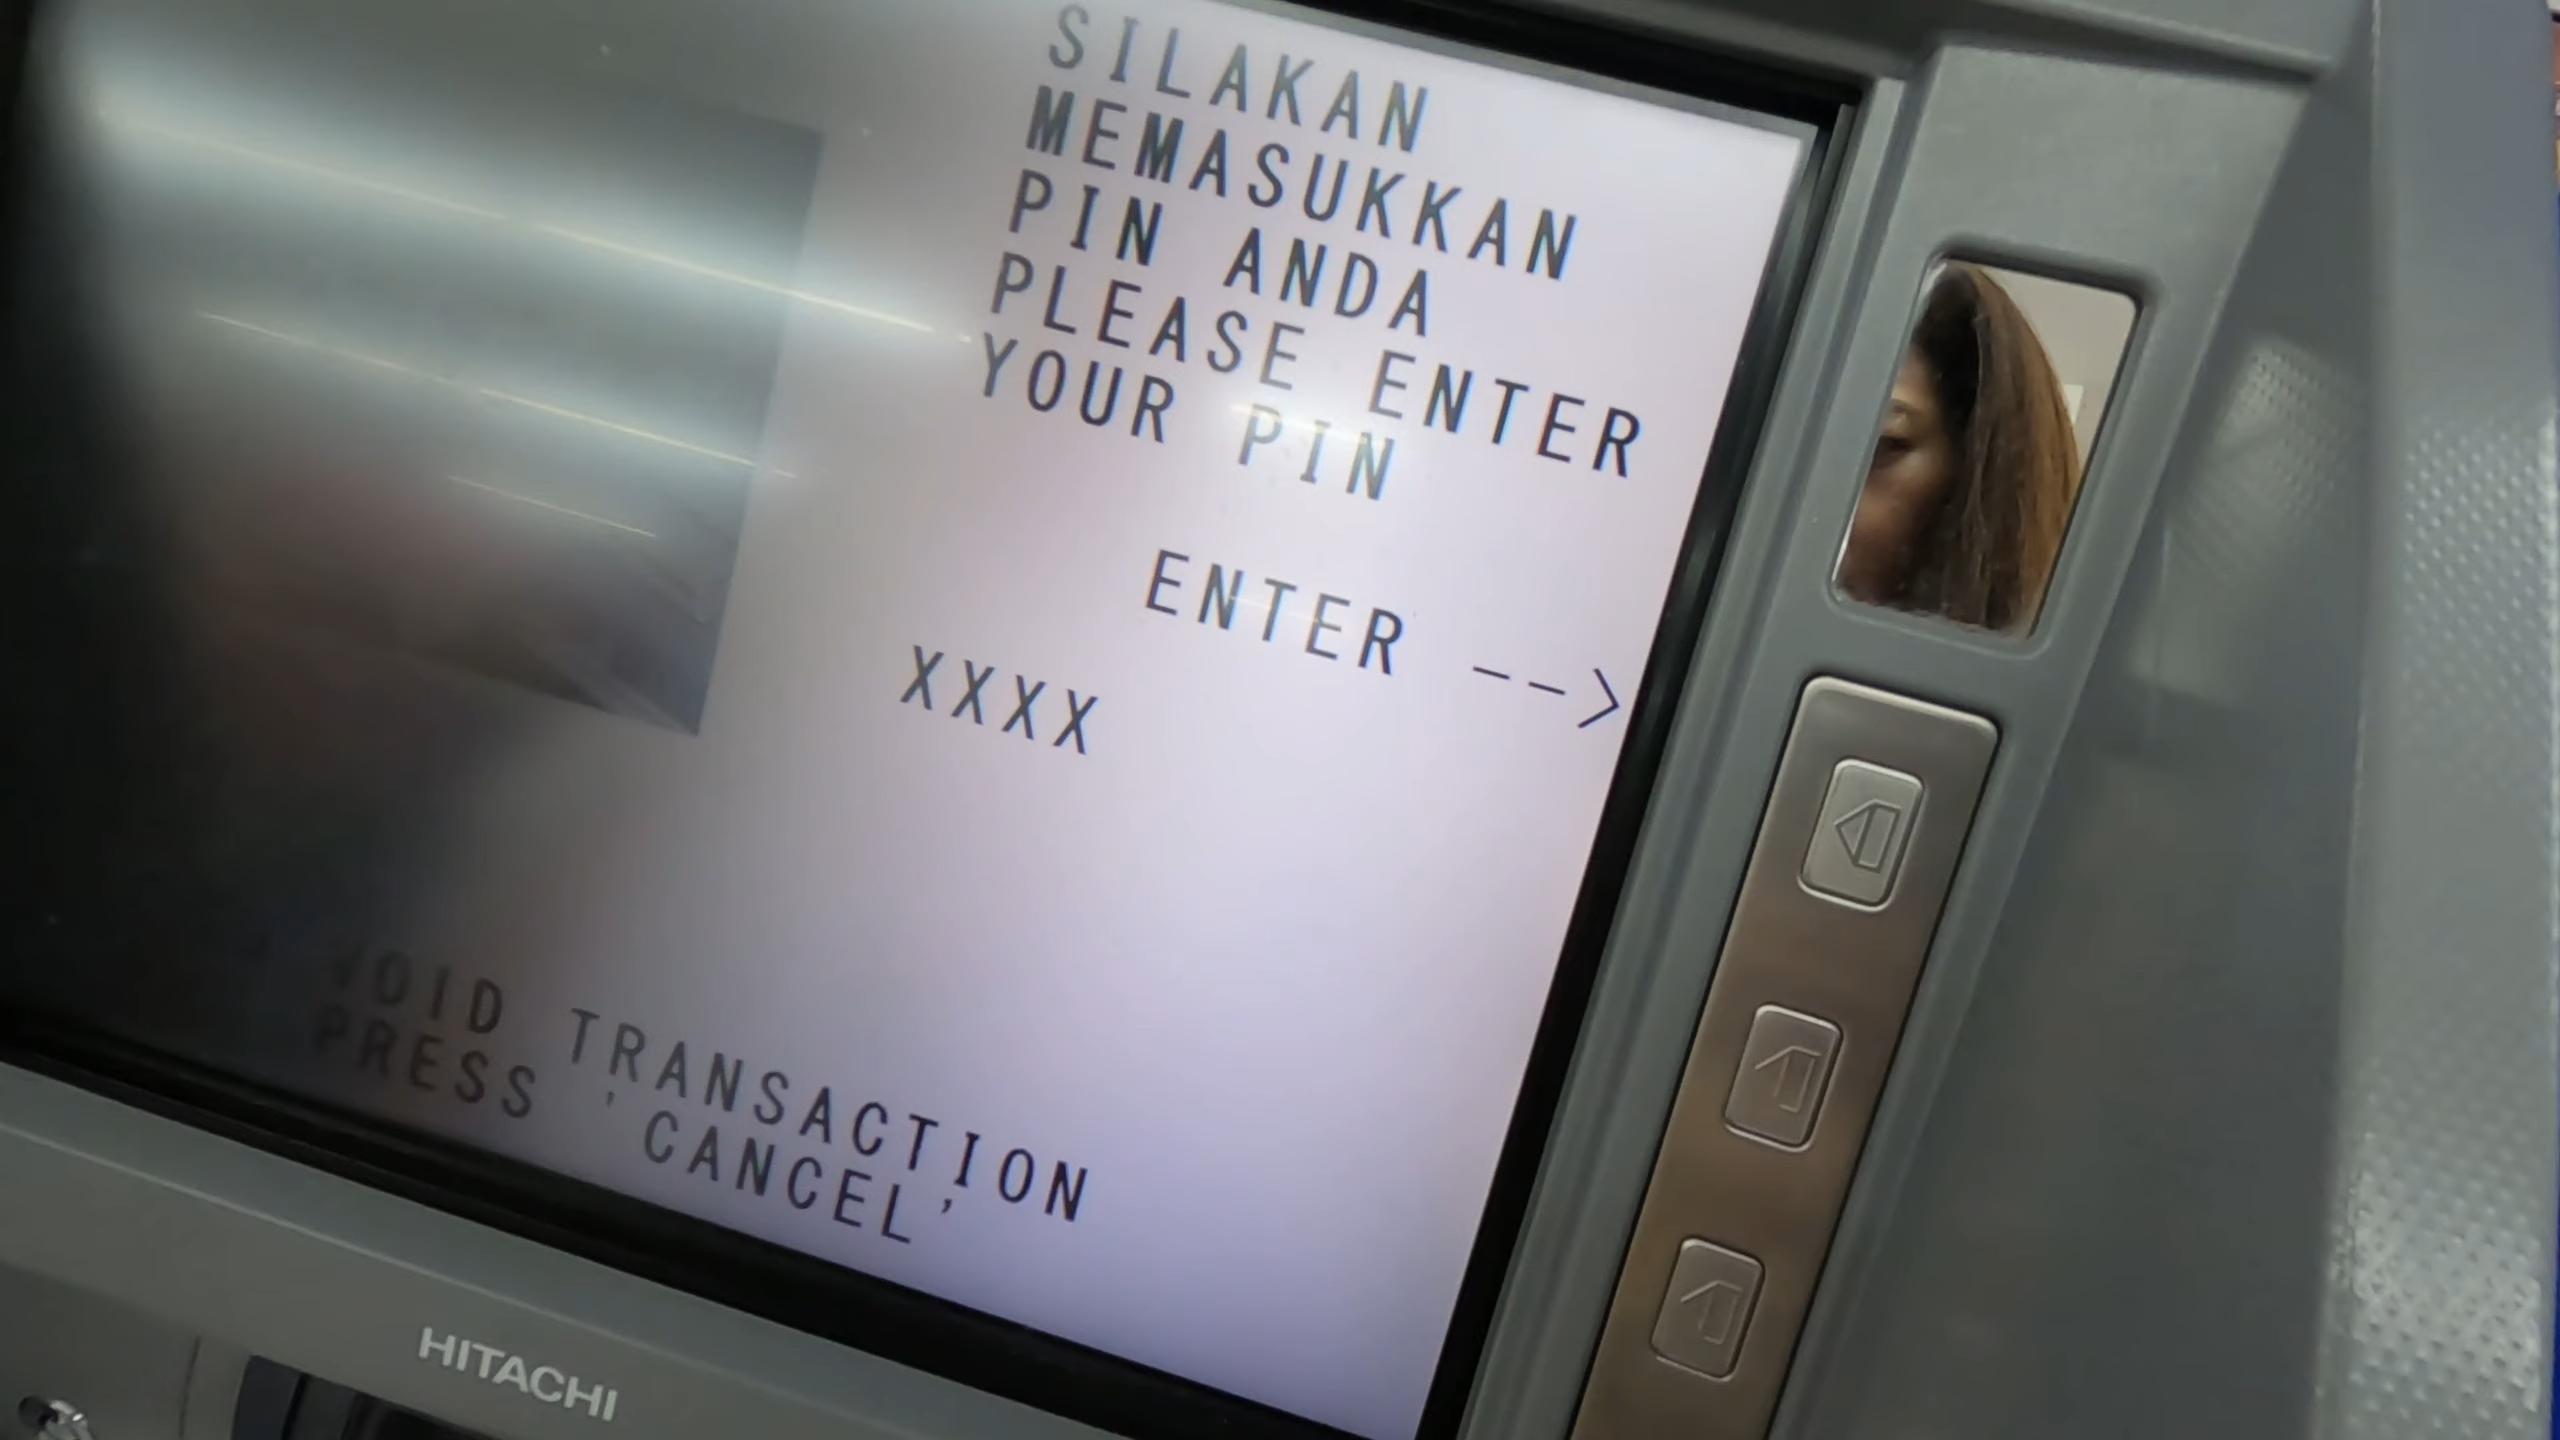 SILAKAN
MEMASUKKAN
PIN ANDA
PLEASE ENTER
YOUR PIN
ENTER -->
XXXX
VOID TRANSACTION
PRESS 'CANCEL'
HITACHI